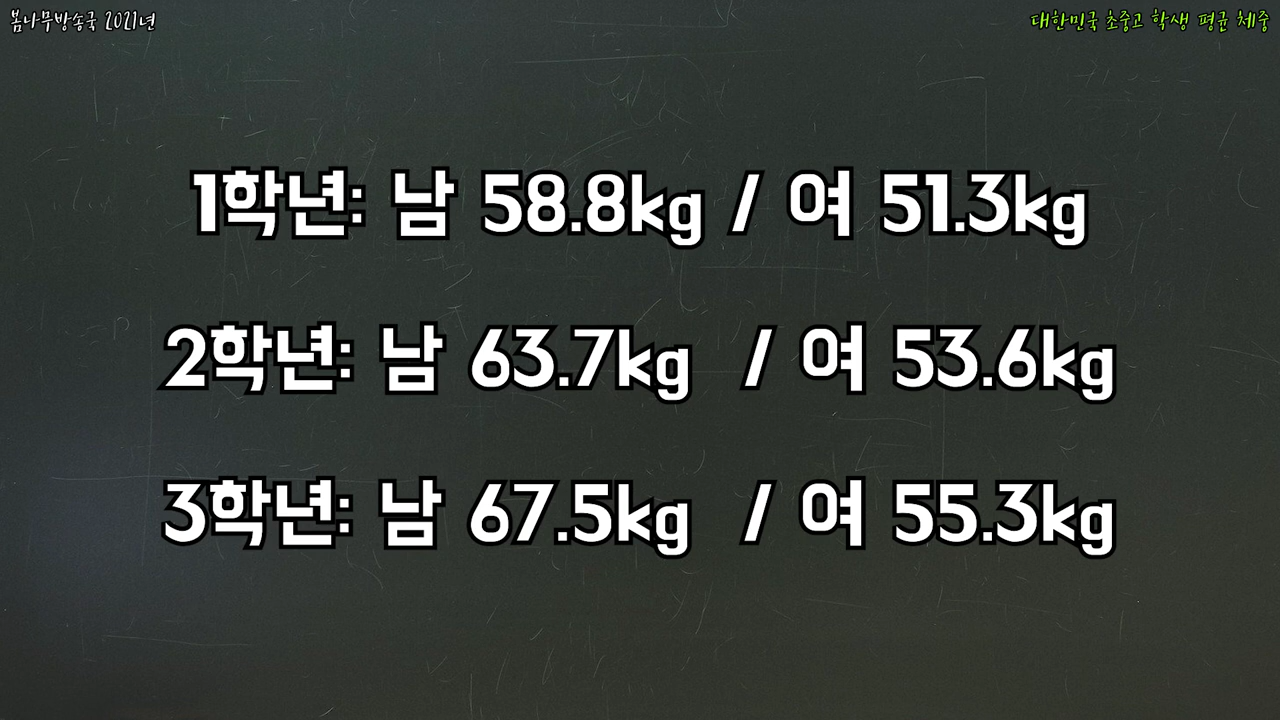 봄나무방송국 2021년
대한민국 초중고 학생 평균 체중
1학년: 남 58.8kg / 여 51.3kg
2학년: 남 63.7kg / 여 53.6kg
3학년: 남 67.5kg / 여 55.3kg